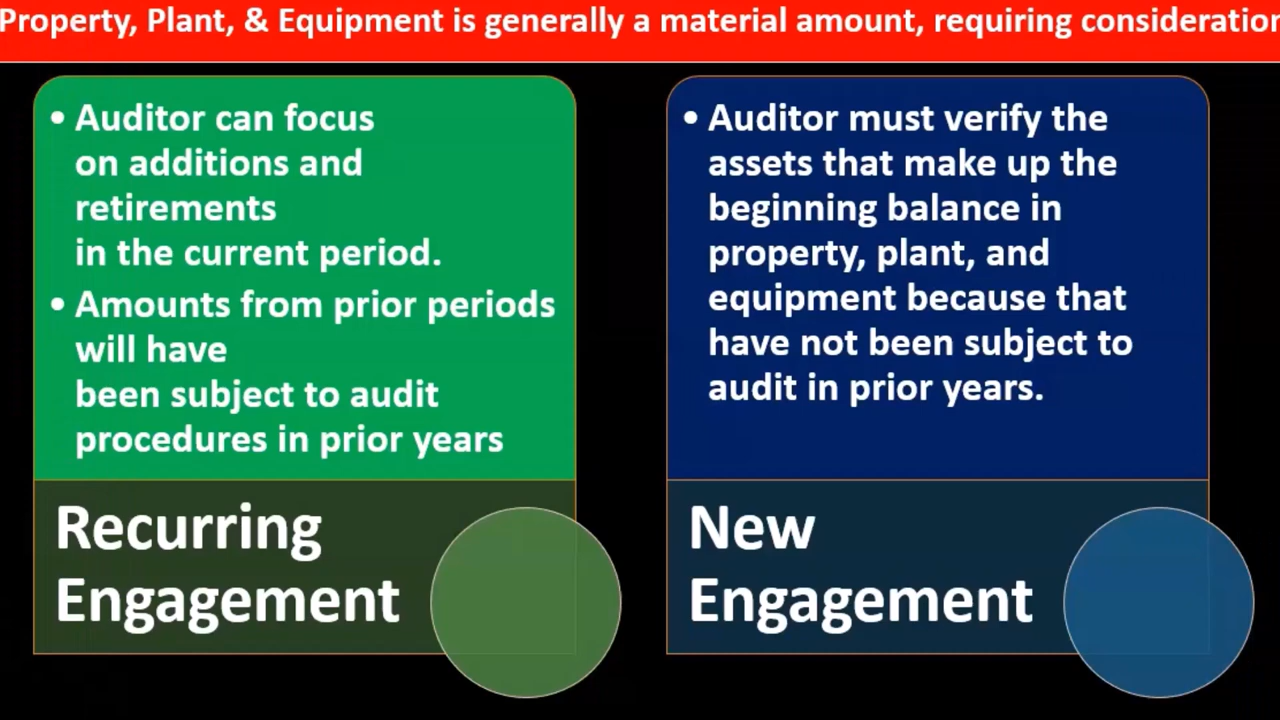 Property, Plant, & Equipment is generally a material amount, requiring consideration
• Auditor can focus
on additions and
retirements
in the current period.
• Amounts from prior periods
will have
been subject to audit
procedures in prior years
Recurring
Engagement
• Auditor must verify the
assets that make up the
beginning balance in
property, plant, and
equipment because that
have not been subject to
audit in prior years.
New
Engagement